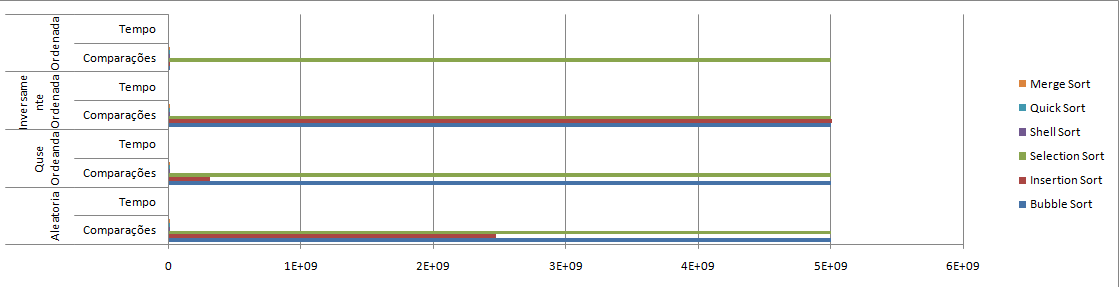 Ordenada
Tempo
Comparações
Inversame
nte
Ordenada
Tempo
Comparações
Quse
Ordeanda
Tempo
Comparações
Aleatoria
Tempo
Comparações
0 1E+09 2E+09 3E+09 4E+09 5E+09 6E+09
Merge Sort
Quick Sort
Shell Sort
Selection Sort
Insertion Sort
Bubble Sort